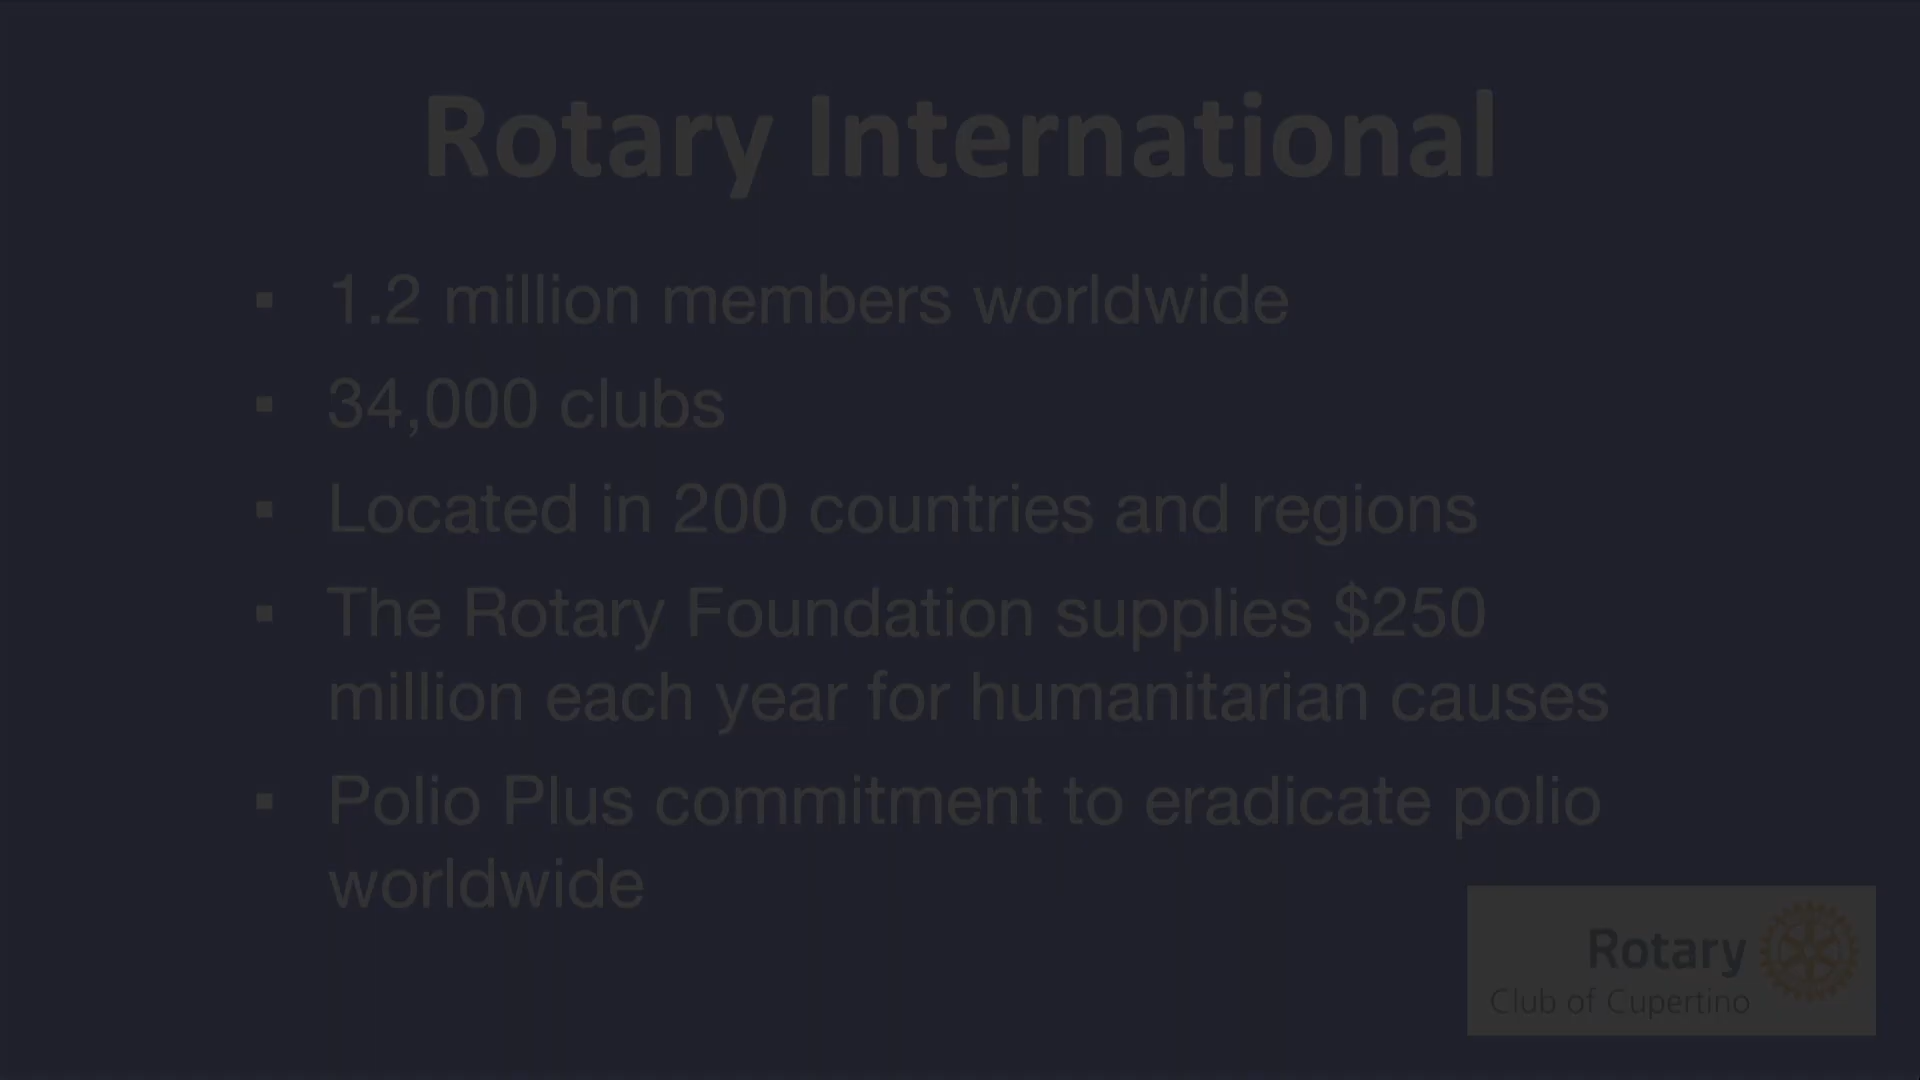 Rotary International
▪ 1.2 million members worldwide
▪ 34,000 clubs
▪ Located in 200 countries and regions
▪ The Rotary Foundation supplies $250
million each year for humanitarian causes
▪ Polio Plus commitment to eradicate polio
worldwide
Rotary
Club of Cupertino